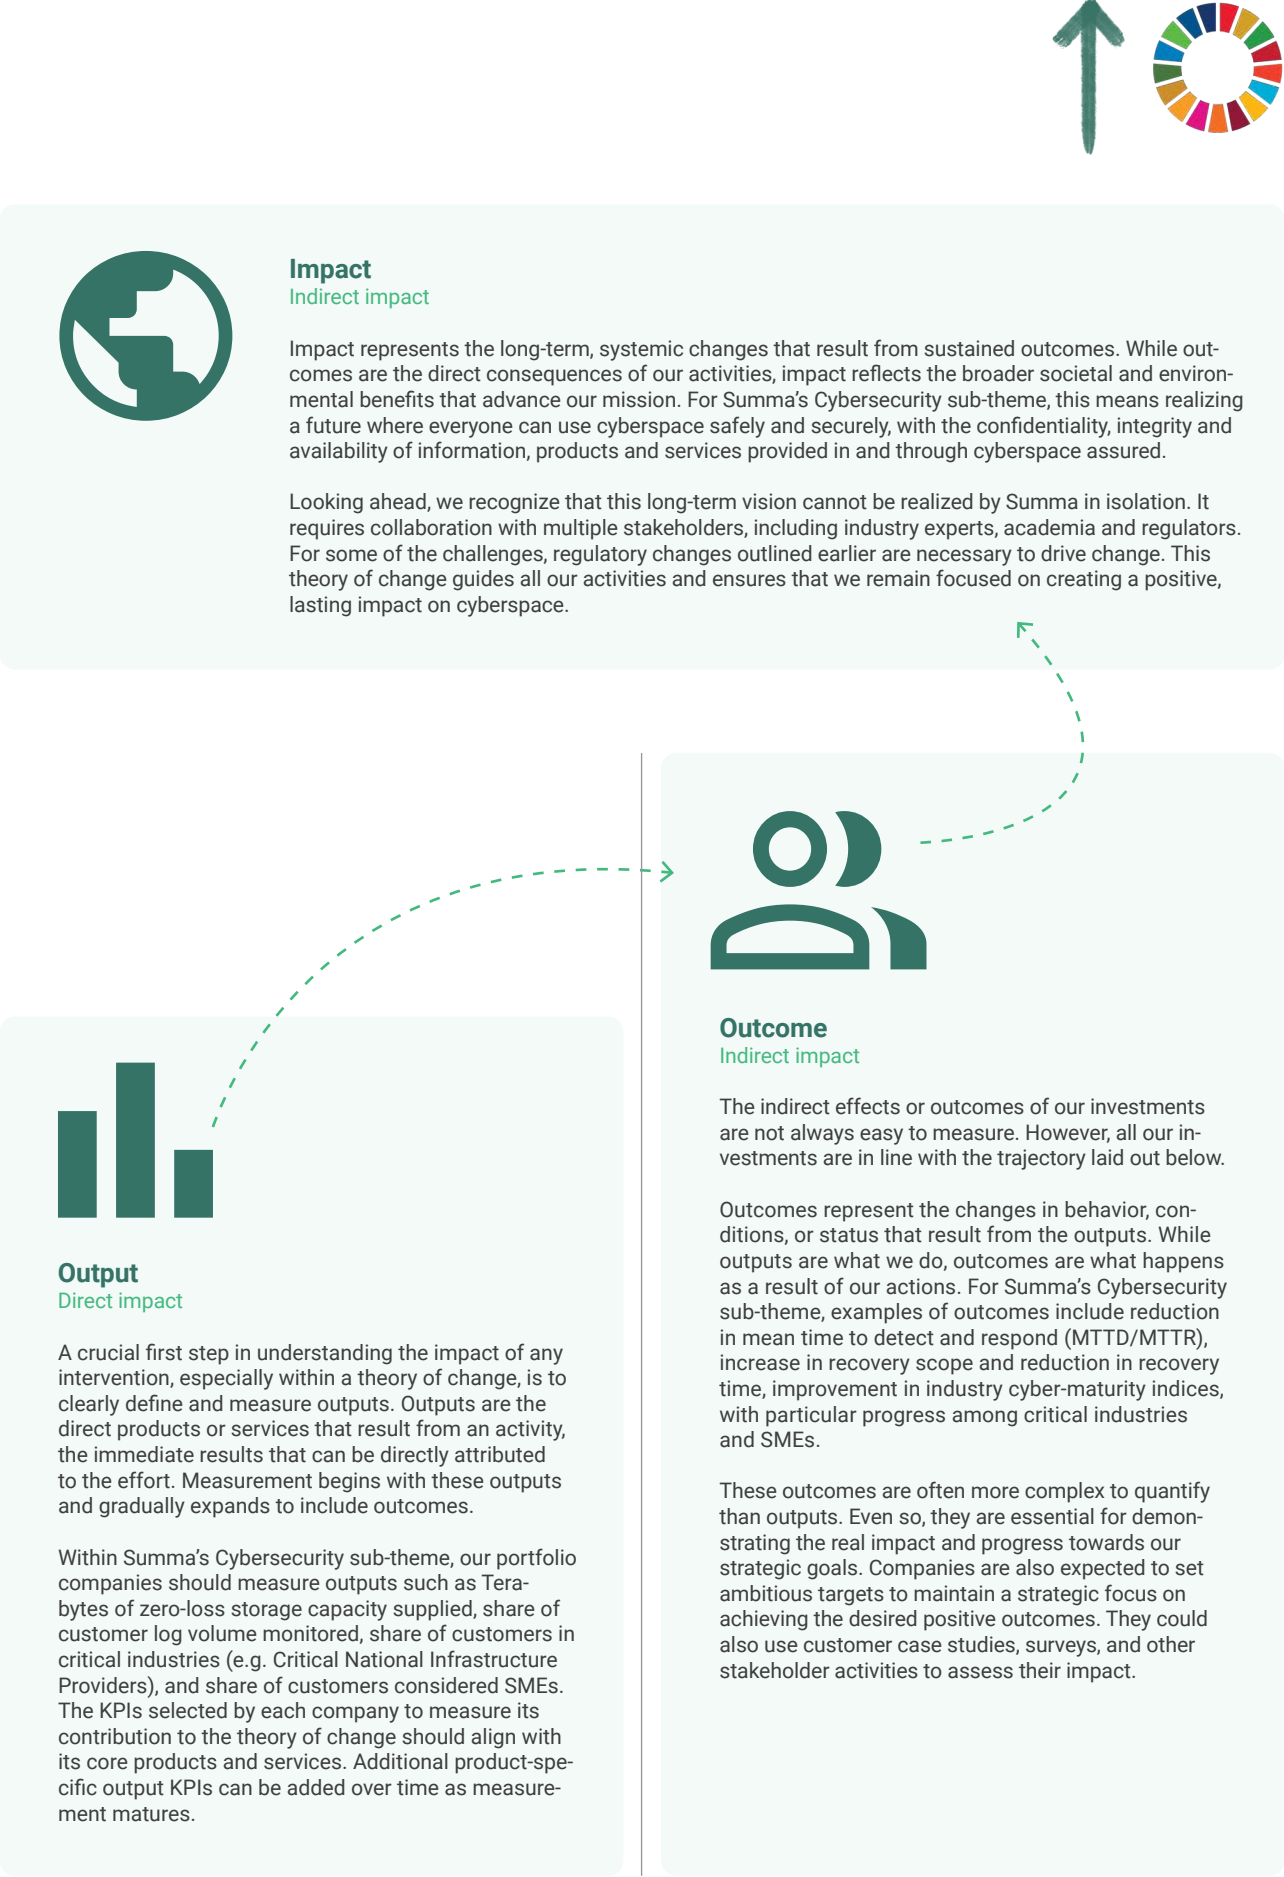 Impact
Indirect impact
Impact represents the long-term, systemic changes that result from sustained outcomes. While out-
comes are the direct consequences of our activities, impact reflects the broader societal and environ-
mental benefits that advance our mission. For Summa’s Cybersecurity sub-theme, this means realizing
a future where everyone can use cyberspace safely and securely, with the confidentiality, integrity and
availability of information, products and services provided in and through cyberspace assured.
Looking ahead, we recognize that this long-term vision cannot be realized by Summa in isolation. It
requires collaboration with multiple stakeholders, including industry experts, academia and regulators.
For some of the challenges, regulatory changes outlined earlier are necessary to drive change. This
theory of change guides all our activities and ensures that we remain focused on creating a positive,
lasting impact on cyberspace.
Output
Direct impact
A crucial first step in understanding the impact of any
intervention, especially within a theory of change, is to
clearly define and measure outputs. Outputs are the
direct products or services that result from an activity,
the immediate results that can be directly attributed
to the effort. Measurement begins with these outputs
and gradually expands to include outcomes.
Within Summa’s Cybersecurity sub-theme, our portfolio
companies should measure outputs such as Tera-
bytes of zero-loss storage capacity supplied, share of
customer log volume monitored, share of customers in
critical industries (e.g. Critical National Infrastructure
Providers), and share of customers considered SMEs.
The KPIs selected by each company to measure its
contribution to the theory of change should align with
its core products and services. Additional product-spe-
cific output KPIs can be added over time as measure-
ment matures.
Outcome
Indirect impact
The indirect effects or outcomes of our investments
are not always easy to measure. However, all our in-
vestments are in line with the trajectory laid out below.
Outcomes represent the changes in behavior, con-
ditions, or status that result from the outputs. While
outputs are what we do, outcomes are what happens
as a result of our actions. For Summa’s Cybersecurity
sub-theme, examples of outcomes include reduction
in mean time to detect and respond (MTTD/MTTR),
increase in recovery scope and reduction in recovery
time, improvement in industry cyber-maturity indices,
with particular progress among critical industries
and SMEs.
These outcomes are often more complex to quantify
than outputs. Even so, they are essential for demon-
strating the real impact and progress towards our
strategic goals. Companies are also expected to set
ambitious targets to maintain a strategic focus on
achieving the desired positive outcomes. They could
also use customer case studies, surveys, and other
stakeholder activities to assess their impact.